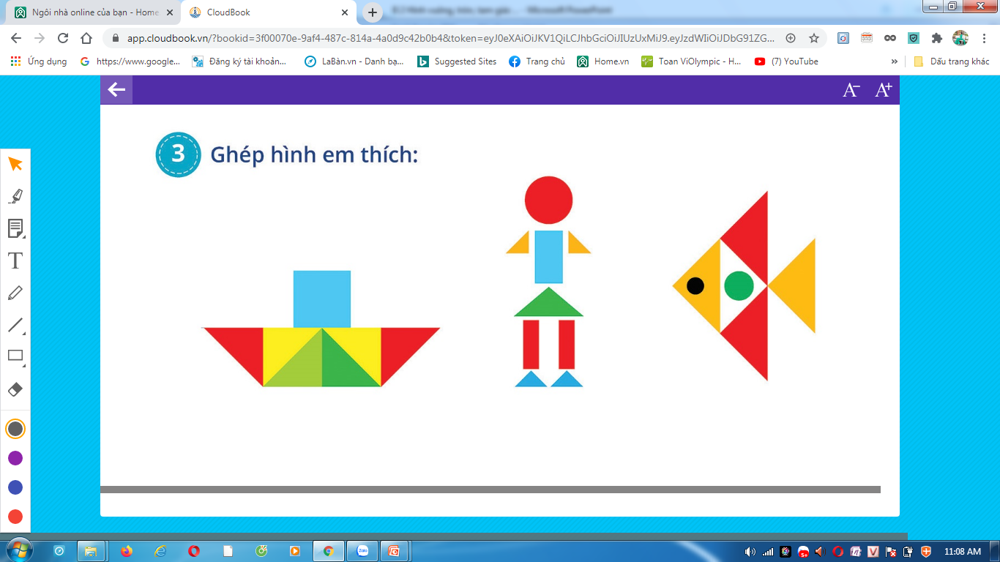 Ngôi nhà online của bạn - Home
CloudBook
app.cloudbook.vn/?bookid=3f00070e-9af4-487c-814a-4a0d9c42b0b4&token=eyJ0eXAiOiJKV1QiLCJhbGciOiJIUzUxMiJ9.eyJzdWIiOiJDbG91ZG...
Ứng dụng
https://www.google...
Đăng ký tài khoản...
LaBàn.vn - Danh bạ...
Suggested Sites
Trang chủ
Home.vn
Toan ViOlympic - H...
(7) YouTube
»
Dấu trang khác
A- A+
3 Ghép hình em thích:
T
11:08 AM